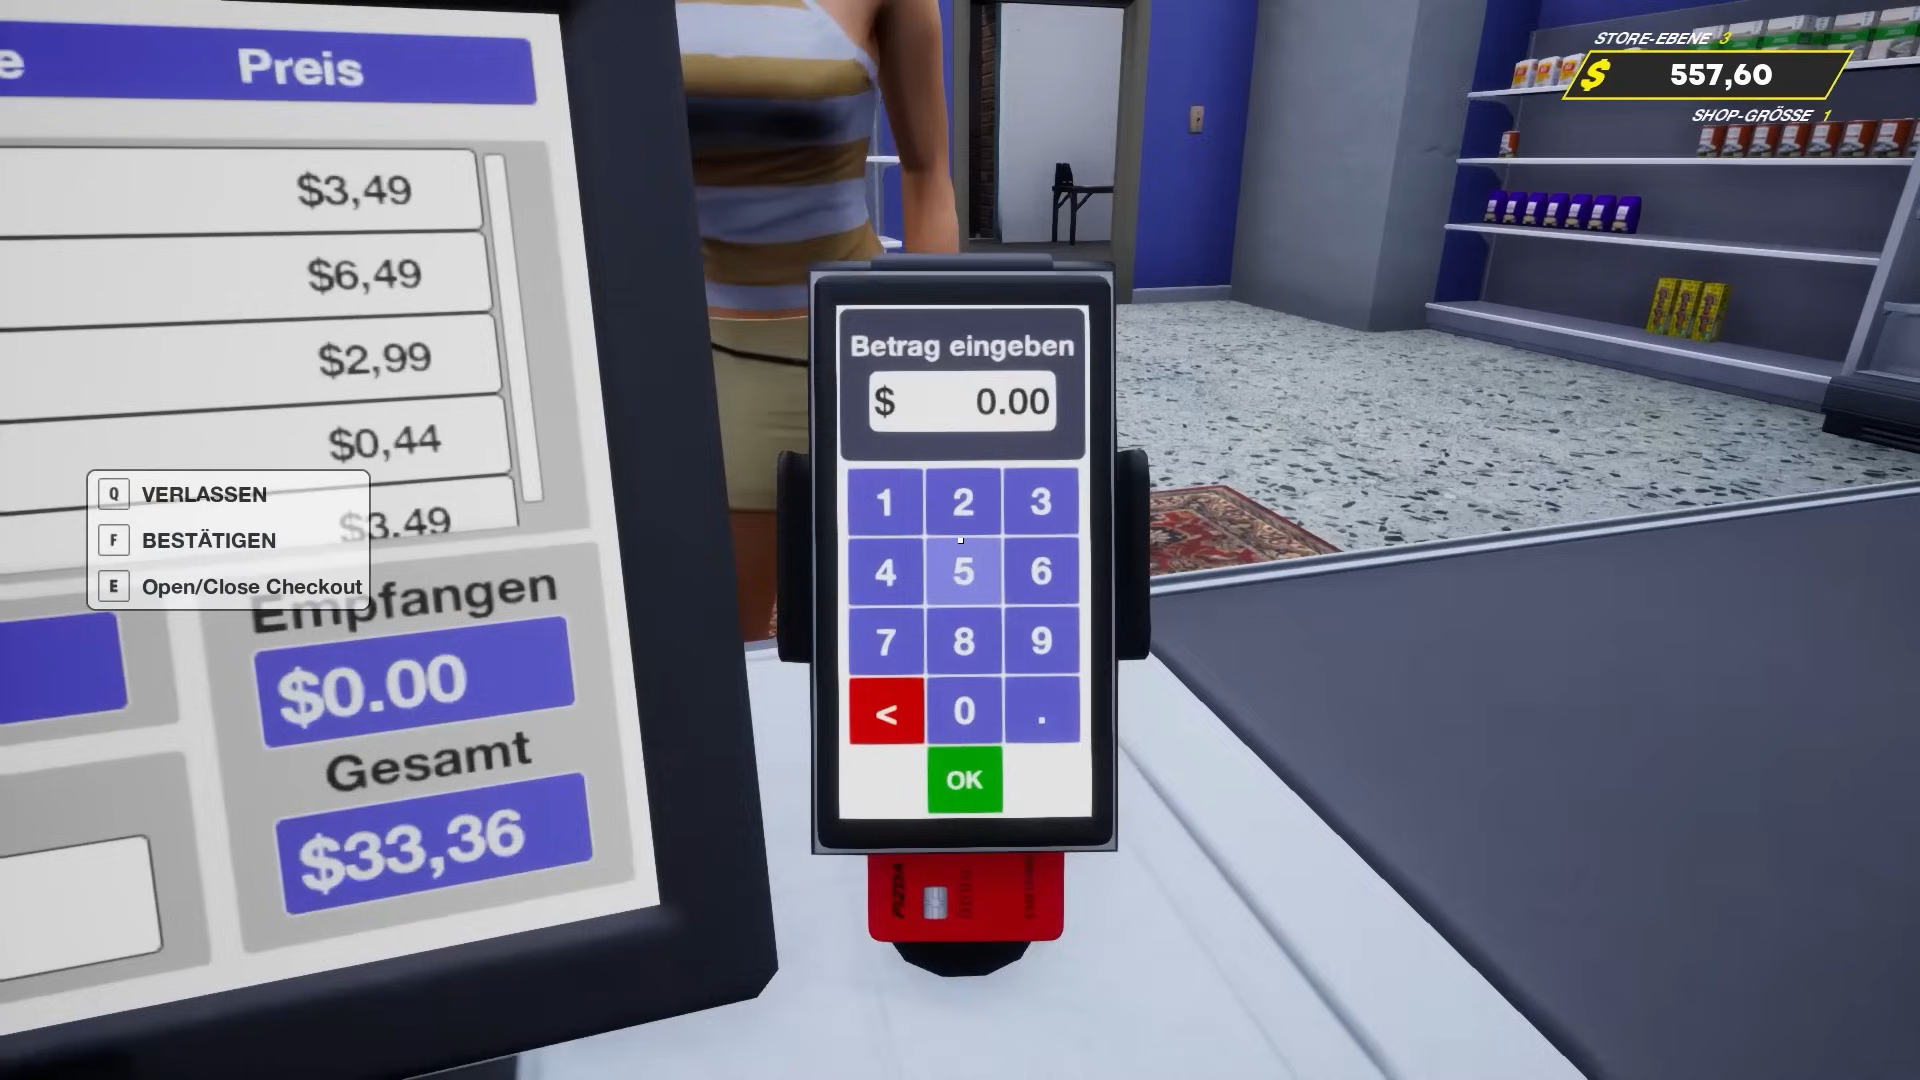 e Preis
$3,49
$6,49
$2,99
$0,44
$3,49
Q VERLASSEN
F BESTÄTIGEN
E Open/Close Checkout
Empfangen
$0.00
Gesamt
$33,36
Betrag eingeben
$ 0.00
1 2 3
4 5 6
7 8 9
< 0 .
OK
STORE-EBENE 3
$ 557,60
SHOP-GRÖSSE 1